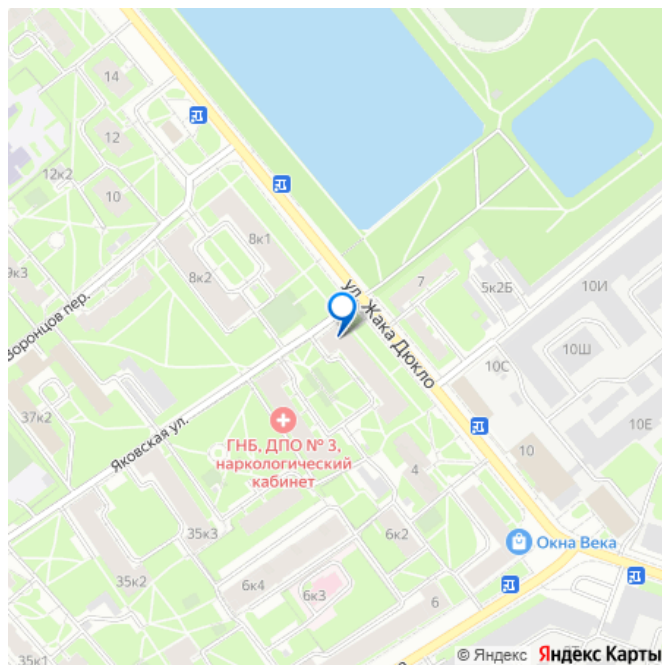 14
12
12к2
10
8к1
9к3
8к2
Воронцов пер.
ул. Жака Дюкло
7
5к2Б
10И
10Ш
10С
10Е
37к2
Яковская ул.
ГНБ, ДПО № 3,
наркологический
кабинет
4
10
35к3
6к2
Окна Века
35к2
6к4
6к3
6
35к1
© Яндекс Яндекс Карты